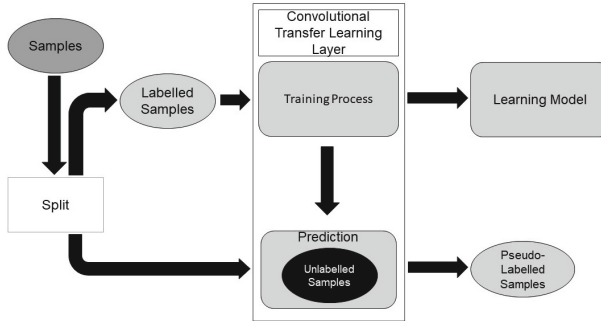 Convolutional
Transfer Learning
Layer
Samples
Labelled
Samples
Training Process
Learning Model
Split
Prediction
Unlabelled
Samples
Pseudo-
Labelled
Samples